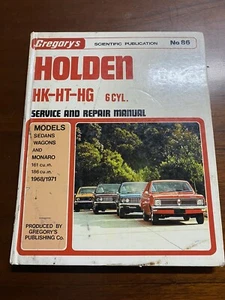 Gregory's
SCIENTIFIC PUBLICATION
No 86
HOLDEN
HK-HT-HG 6 CYL.
SERVICE AND REPAIR MANUAL
MODELS
SEDANS
WAGONS
AND
MONARO
161 cu. in.
186 cu. in.
1968/1971
PRODUCED BY
GREGORY'S
PUBLISHING Co.